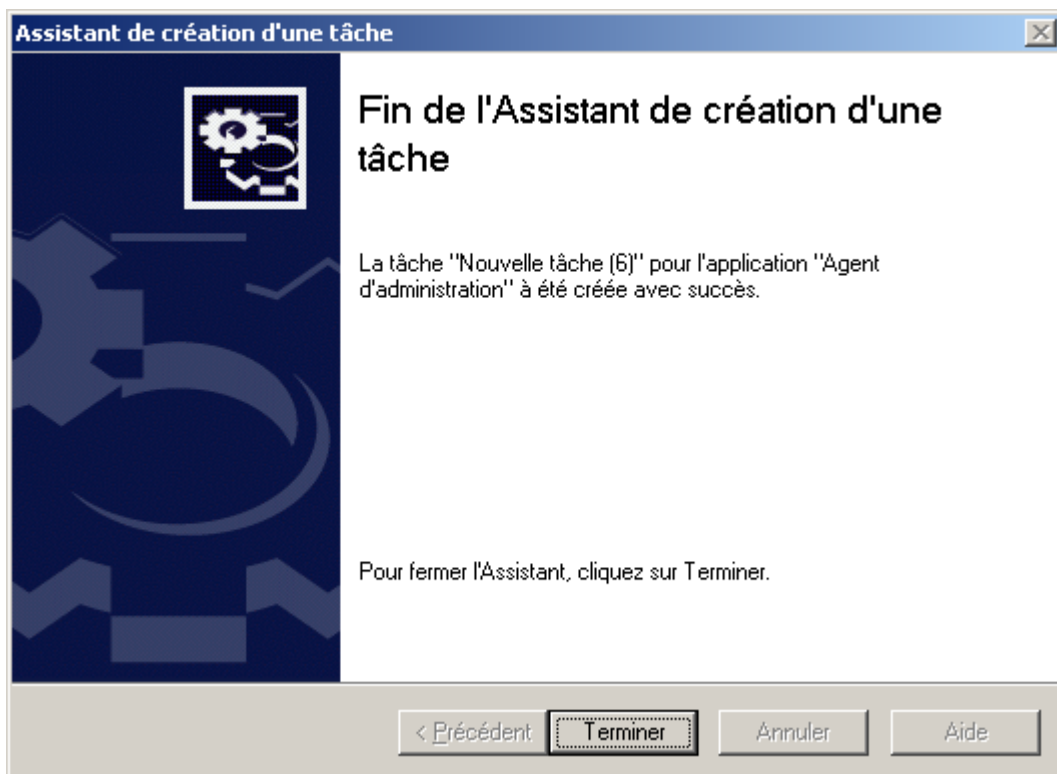 Assistant de création d'une tâche
Fin de l'Assistant de création d'une
tâche
La tâche "Nouvelle tâche (6)" pour l'application "Agent
d'administration" à été créée avec succès.
Pour fermer l'Assistant, cliquez sur Terminer.
< Précédent Terminer Annuler Aide